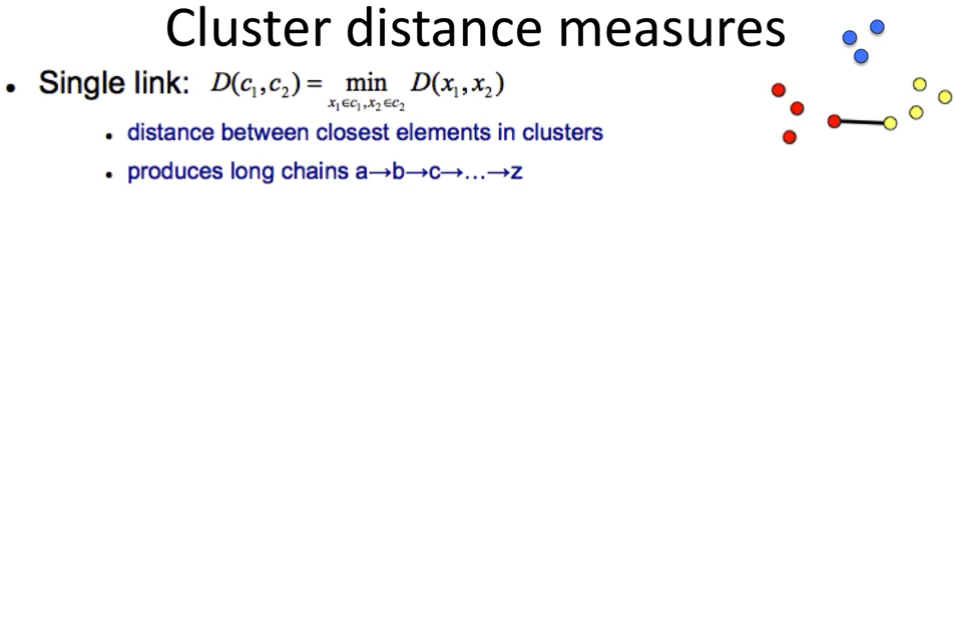 Cluster distance measures
• Single link: D(c₁,c₂) = min D(x₁,x₂)
x₁∈c₁,x₂∈c₂
• distance between closest elements in clusters
• produces long chains a→b→c→…→z